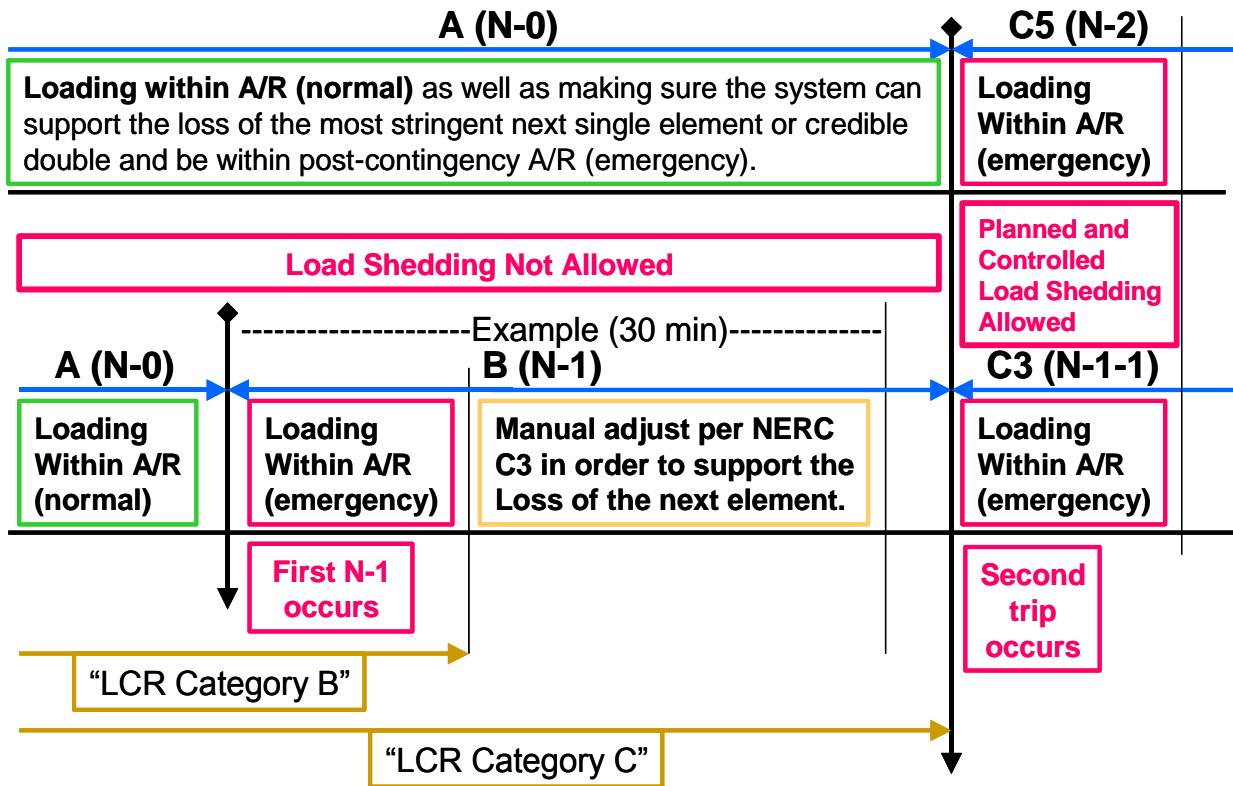 A (N-0)
C5 (N-2)
Loading within A/R (normal) as well as making sure the system can
support the loss of the most stringent next single element or credible
double and be within post-contingency A/R (emergency).
Loading
Within A/R
(emergency)
Load Shedding Not Allowed
Planned and
Controlled
Load Shedding
Allowed
--------------------Example (30 min)--------------
A (N-0)
B (N-1)
C3 (N-1-1)
Loading
Within A/R
(normal)
Loading
Within A/R
(emergency)
Manual adjust per NERC
C3 in order to support the
Loss of the next element.
Loading
Within A/R
(emergency)
First N-1
occurs
Second
trip
occurs
“LCR Category B”
“LCR Category C”